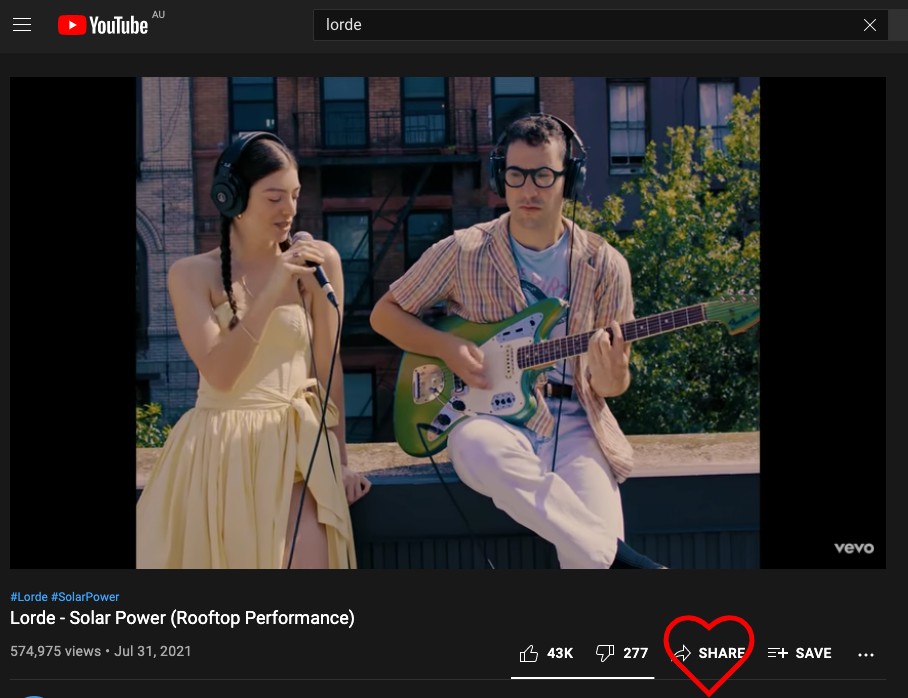 YouTube AU
lorde
vevo
#Lorde #SolarPower
Lorde - Solar Power (Rooftop Performance)
574,975 views • Jul 31, 2021
43K 277 SHARE SAVE